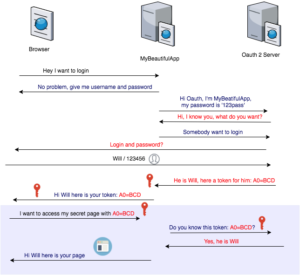 Browser
MyBeautifulApp
Oauth 2 Server
Hey I want to login
No problem, give me username and password
Hi Oauth, I'm MyBeautifulApp,
my password is '123pass'
Hi, I know you, what do you want?
Somebody want to login
Login and password?
Will / 123456
He is Will, here a token for him: A0=BCD
Hi Will here is your token: A0=BCD
I want to access my secret page with A0=BCD
Do you know this token: A0=BCD?
Yes, he is Will
Hi Will here is your page